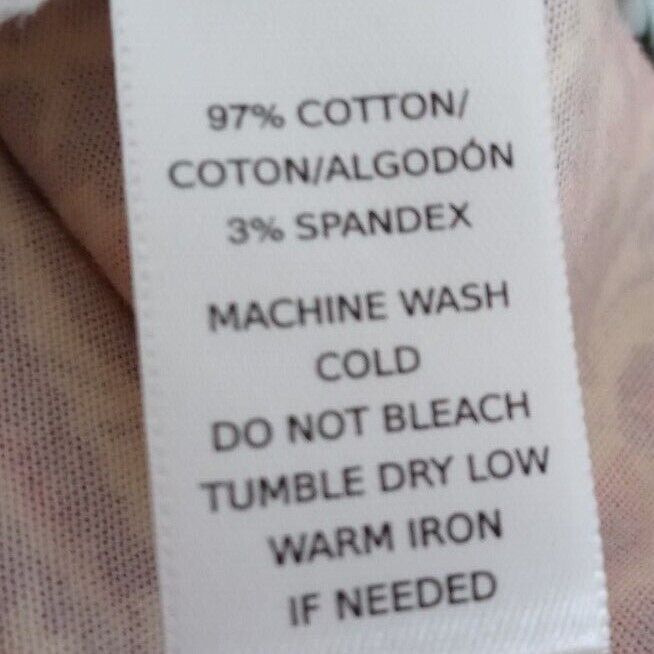 97% COTTON/
COTON/ALGODÓN
3% SPANDEX
MACHINE WASH
COLD
DO NOT BLEACH
TUMBLE DRY LOW
WARM IRON
IF NEEDED